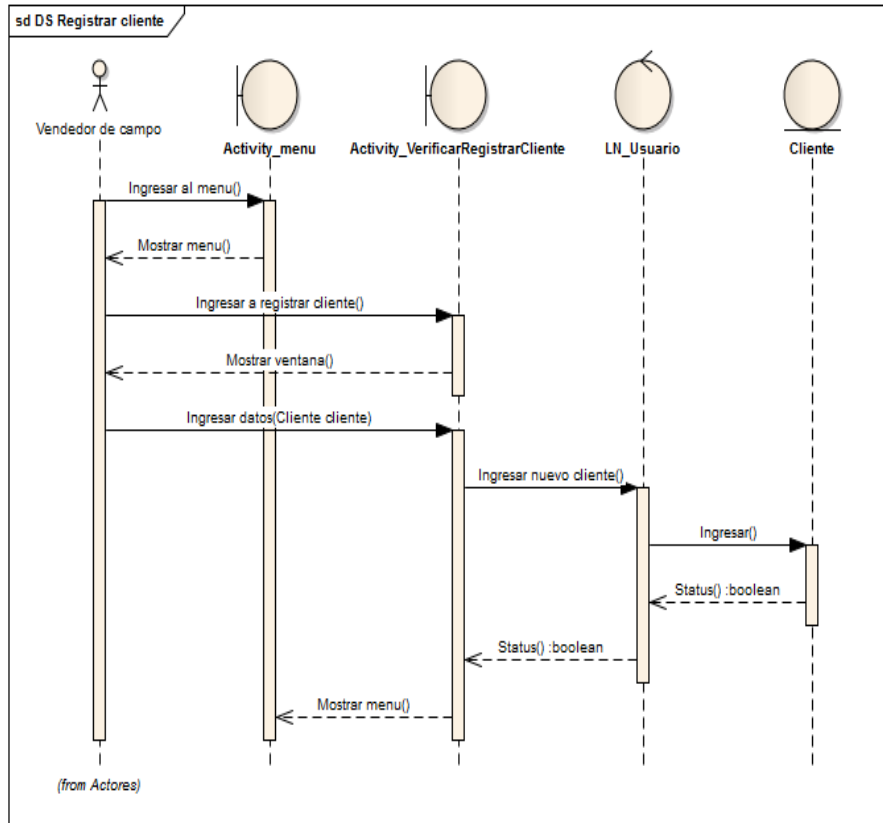 sd DS Registrar cliente
Vendedor de campo
Activity_menu
Activity_VerificarRegistrarCliente
LN_Usuario
Cliente
Ingresar al menu()
Mostrar menu()
Ingresar a registrar cliente()
Mostrar ventana()
Ingresar datos(Cliente cliente)
Ingresar nuevo cliente()
Ingresar()
Status() :boolean
Status() :boolean
Mostrar menu()
(from Actores)